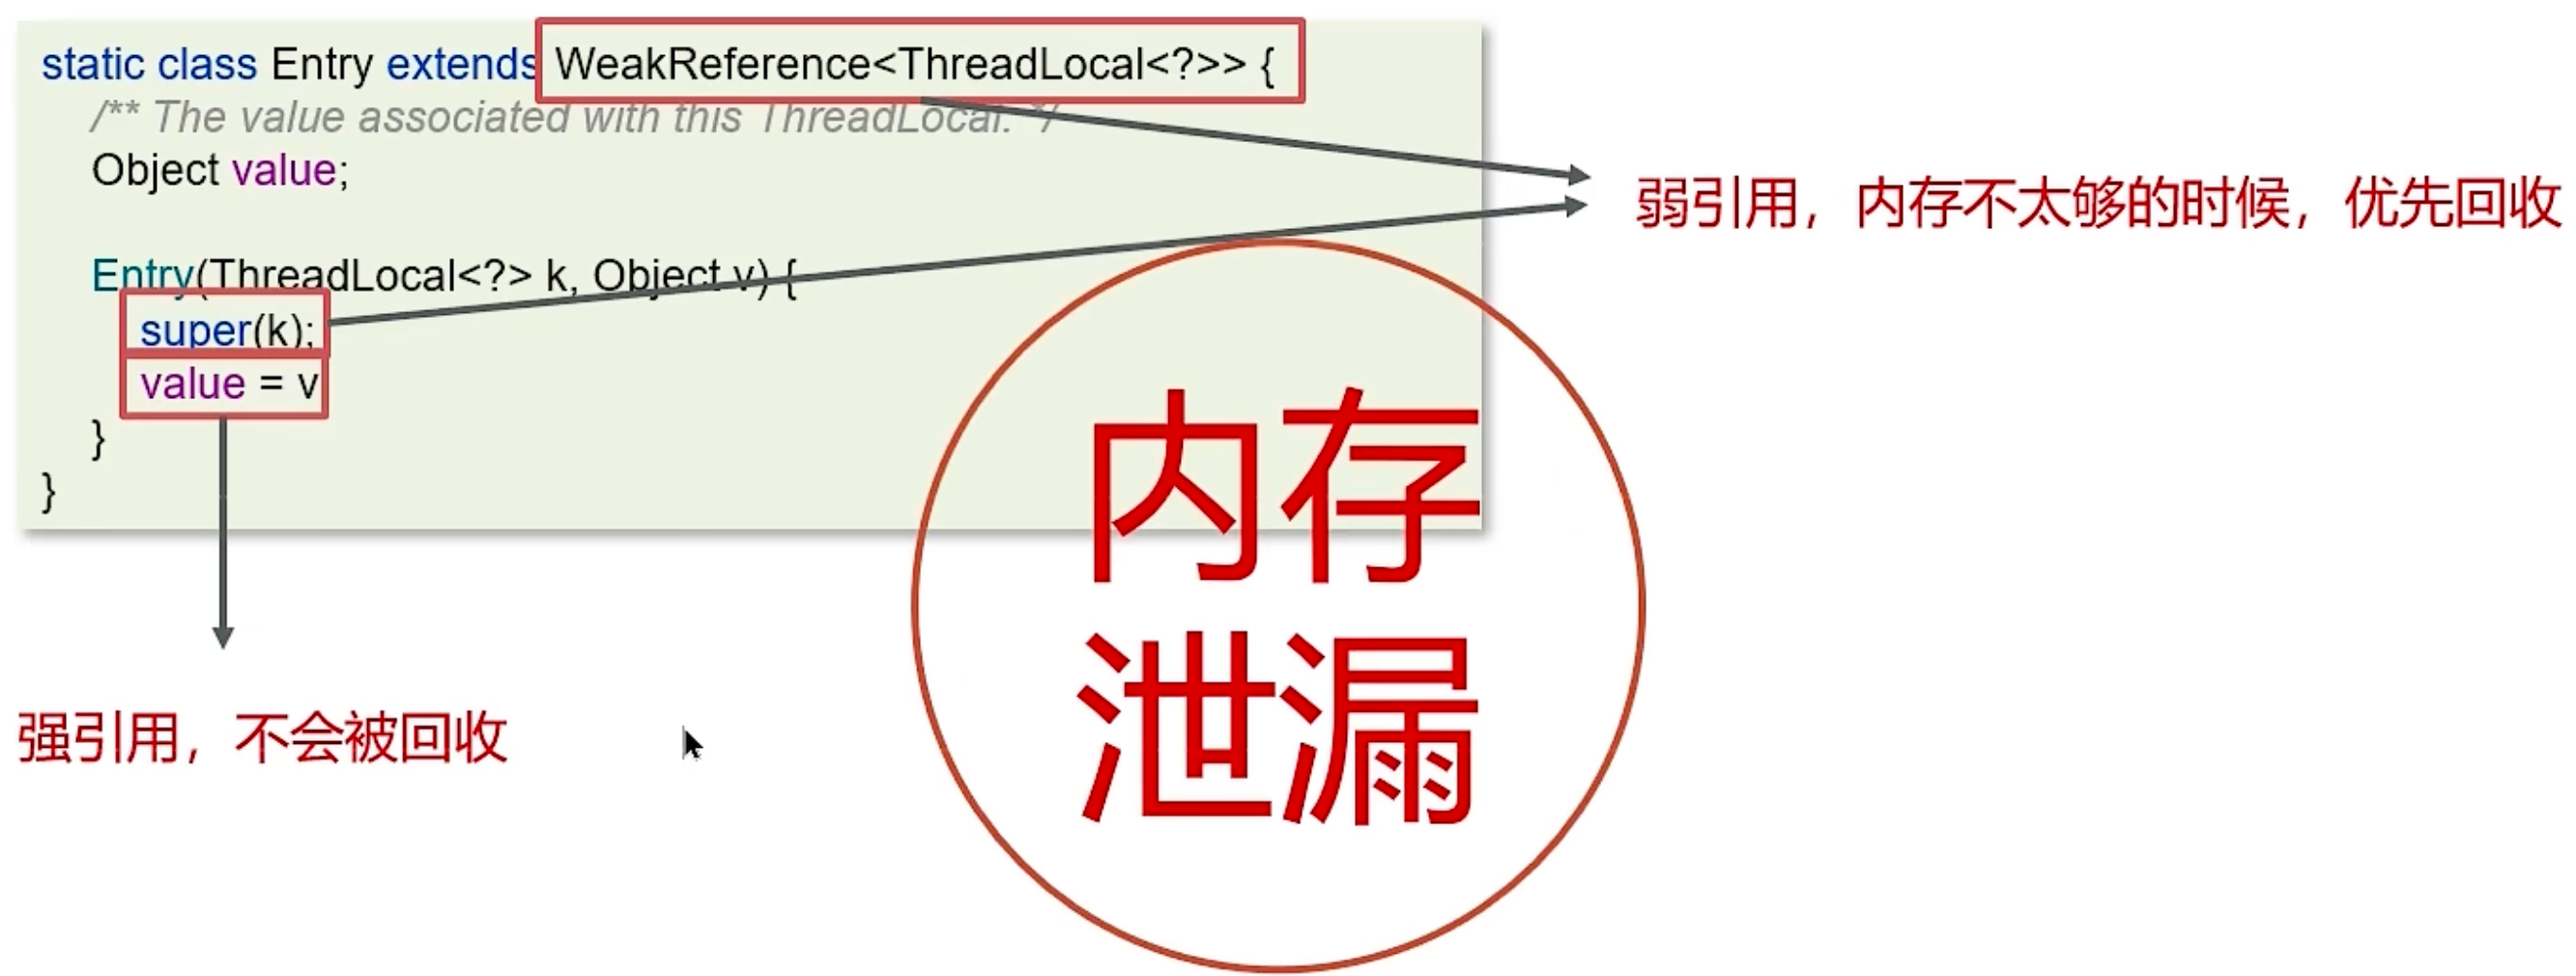 static class Entry extends WeakReference<ThreadLocal<?>> {
/** The value associated with this ThreadLocal. */
Object value;
弱引用，内存不太够的时候，优先回收
Entry(ThreadLocal<?> k, Object v) {
super(k);
value = v
}
}
内存
泄漏
强引用，不会被回收